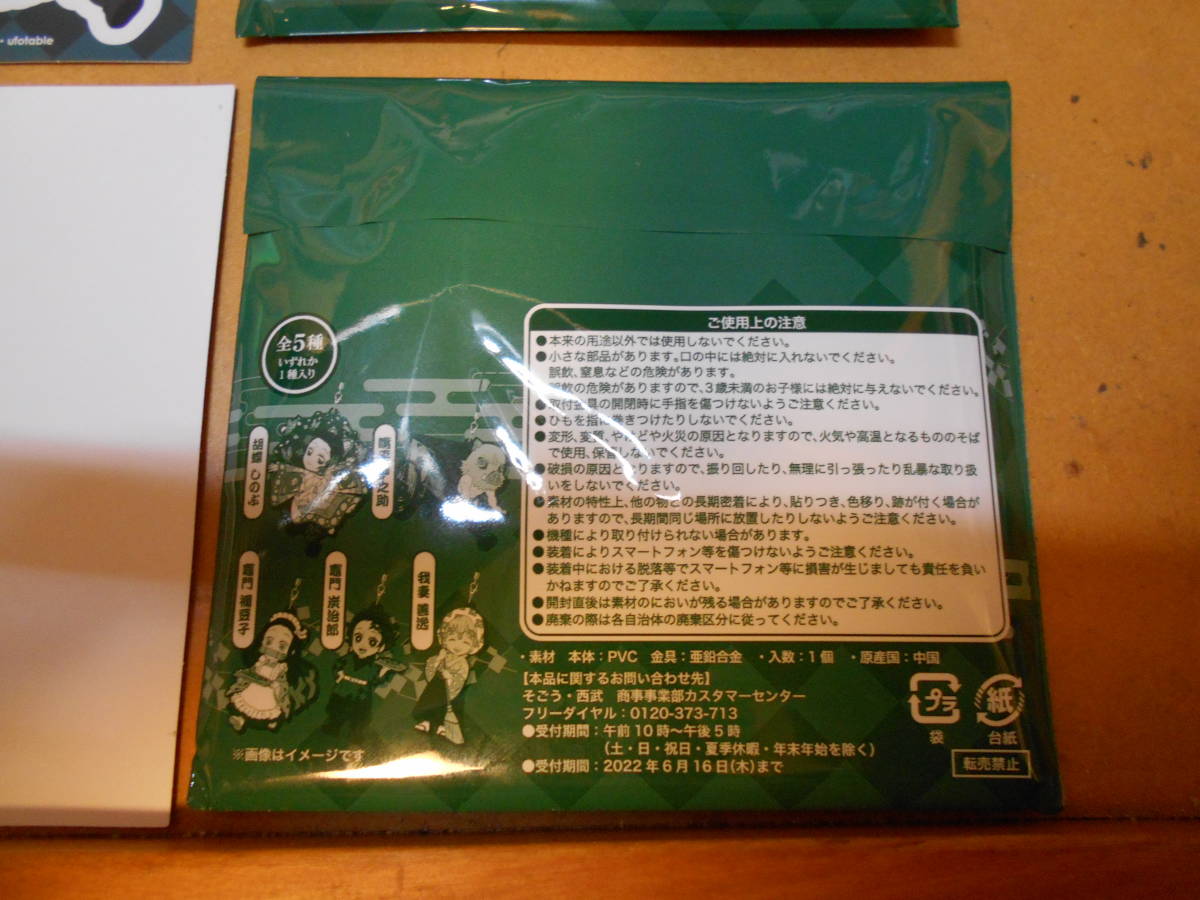 ufotable
全5種
いずれか
1種入り
胡蝶 しのぶ
之助
竈門 禰豆子
竈門 炭治郎
我妻 善逸
※画像はイメージです
ご使用上の注意
●本来の用途以外では使用しないでください。
●小さな部品があります。口の中には絶対に入れないでください。
誤飲、窒息などの危険があります。
誤飲の危険がありますので、3歳未満のお子様には絶対に与えないでください。
●取付金具の開閉時に手指を傷つけないようご注意ください。
●ひもを指に巻きつけたりしないでください。
●変形、変質、やけどや火災の原因となりますので、火気や高温となるもののそば
で使用、保管しないでください。
●破損の原因となりますので、振り回したり、無理に引っ張ったり乱暴な取り扱
いをしないでください。
●素材の特性上、他の物との長期密着により、貼りつき、色移り、跡が付く場合が
ありますので、長期間同じ場所に放置したりしないようご注意ください。
●機種により取り付けられない場合があります。
●装着によりスマートフォン等を傷つけないようご注意ください。
●装着中における脱落等でスマートフォン等に損害が生じましても責任を負い
かねますのでご了承ください。
●開封直後は素材のにおいが残る場合がありますのでご了承ください。
●廃棄の際は各自治体の廃棄区分に従ってください。
・素材 本体：PVC 金具：亜鉛合金 ・入数：1個 ・原産国：中国
【本品に関するお問い合わせ先】
そごう・西武 商事事業部カスタマーセンター
フリーダイヤル：0120-373-713
●受付期間：午前10時～午後5時
（土・日・祝日・夏季休暇・年末年始を除く）
●受付期間：2022年6月16日(木)まで
プラ
袋
紙
台紙
転売禁止